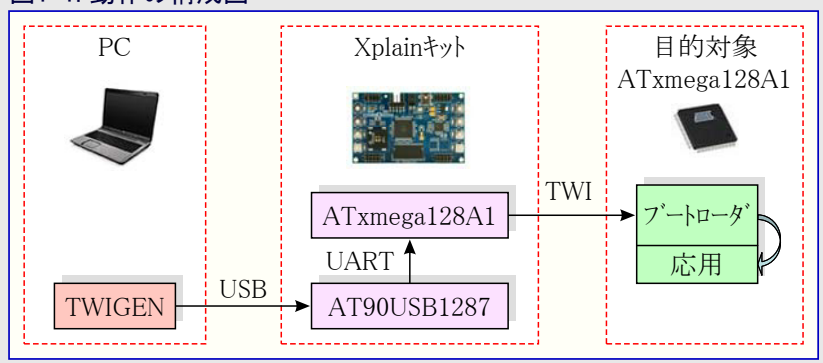 PC
Xplainキット
目的対象
ATxmega128A1
ATxmega128A1
TWI
ブートローダ
UART
応用
TWIGEN
USB
AT90USB1287